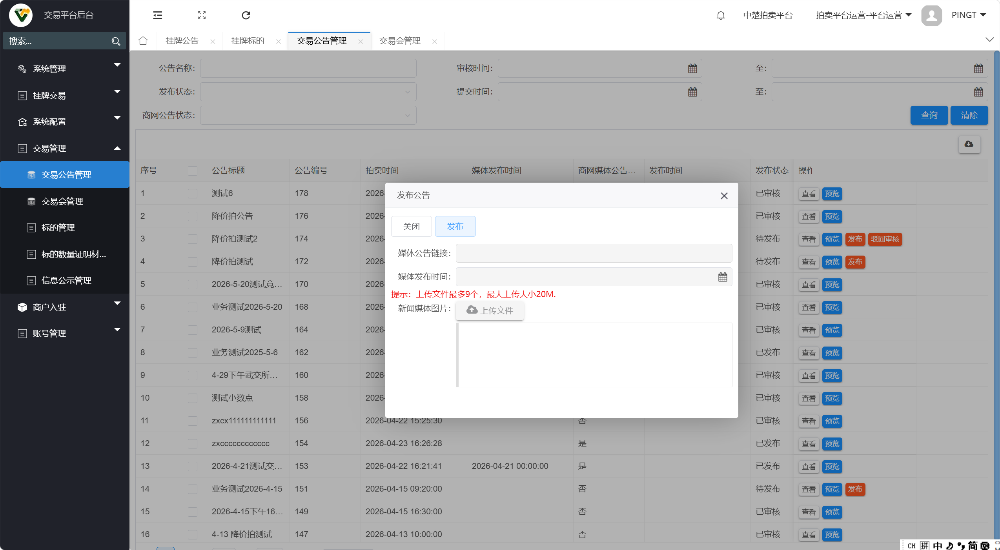 交易平台后台
中楚拍卖平台 拍卖平台运营-平台运营 PINGT
搜索...
挂牌公告 挂牌标的 交易公告管理 交易会管理
系统管理
挂牌交易
系统配置
交易管理
交易公告管理
交易会管理
标的管理
标的数量证明材...
信息公示管理
商户入驻
账号管理
公告名称: 审核时间: 至:
发布状态: 提交时间: 至:
商网公告状态: 查询 清除
序号 公告标题 公告编号 拍卖时间 媒体发布时间 商网媒体公告... 发布时间 发布状态 操作
1 测试6 178 2026- 已审核 查看 预览
2 降价拍公告 176 2026- 已审核 查看 预览
3 降价拍测试2 174 2026- 待发布 查看 预览 发布 驳回审核
4 降价拍测试 172 2026- 待发布 查看 预览 发布
5 2026-5-20测试竞... 170 2026- 已审核 查看 预览
6 业务测试2026-5-20 168 2026- 已审核 查看 预览
7 2026-5-9测试 164 2026- 已审核 查看 预览
8 业务测试2025-5-6 162 2026- 已发布 查看 预览
9 4-29下午武交所... 160 2026- 已审核 查看 预览
10 测试小数点 158 2026- 已审核 查看 预览
11 zxcx111111111111 156 2026-04-22 15:25:30 否 已审核 查看 预览
12 zxcccccccccccc 154 2026-04-23 16:26:28 是 已发布 查看 预览
13 2026-4-21测试交... 153 2026-04-22 16:21:41 2026-04-21 00:00:00 是 已发布 查看 预览
14 业务测试2026-4-15 151 2026-04-15 09:20:00 否 待发布 查看 预览 发布
15 2026-4-15下午16... 149 2026-04-15 16:30:00 否 已审核 查看 预览
16 4-13 降价拍测试 147 2026-04-13 10:00:00 否 已审核 查看 预览
发布公告
关闭 发布
媒体公告链接:
媒体发布时间:
提示: 上传文件最多9个, 最大上传大小20M.
新闻媒体图片: 上传文件
CH 拼 中 简